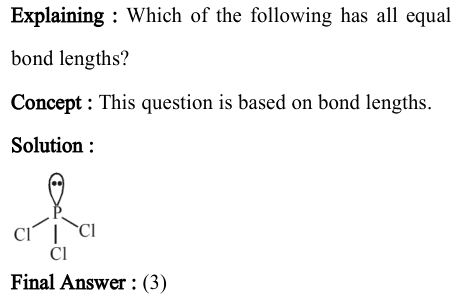 Explaining : Which of the following has all equal
bond lengths?
Concept : This question is based on bond lengths.
Solution :
P
Cl Cl
Cl
Final Answer : (3)